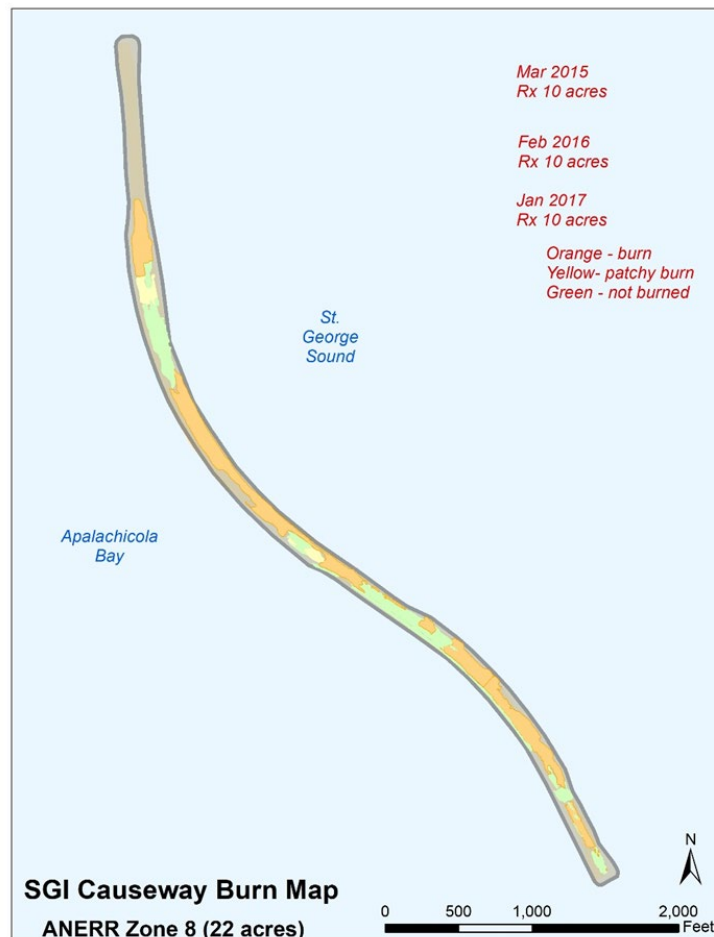 Mar 2015
Rx 10 acres
Feb 2016
Rx 10 acres
Jan 2017
Rx 10 acres
Orange - burn
Yellow- patchy burn
Green - not burned
St.
George
Sound
Apalachicola
Bay
N
SGI Causeway Burn Map
ANERR Zone 8 (22 acres)
0 500 1,000 2,000
Feet